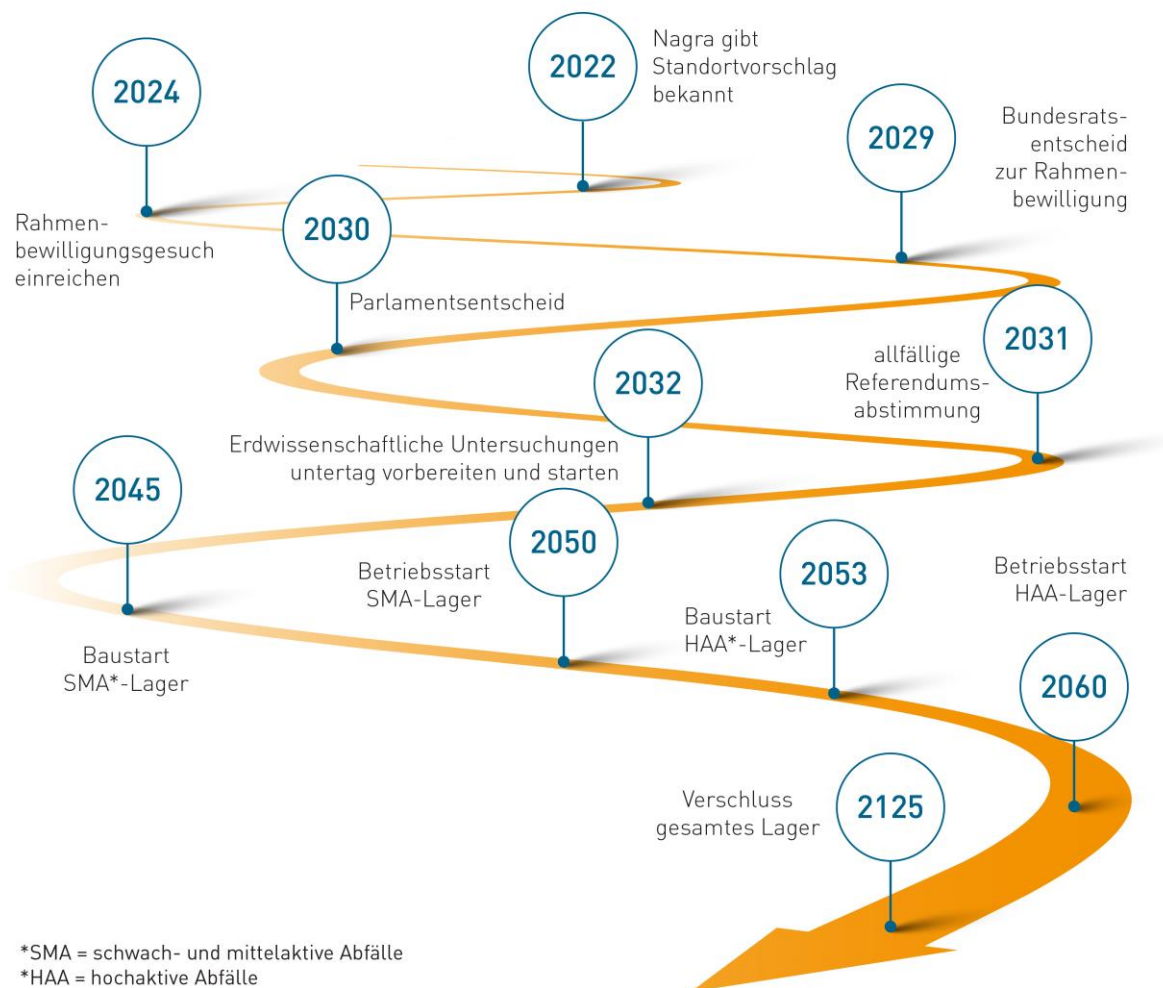 2022
Nagra gibt
Standortvorschlag
bekannt
2024
Rahmen-
bewilligungsgesuch
einreichen
2029
Bundesrats-
entscheid
zur Rahmen-
bewilligung
2030
Parlamentsentscheid
2031
allfällige
Referendums-
abstimmung
2032
Erdwissenschaftliche Untersuchungen
untertag vorbereiten und starten
2045
Baustart
SMA*-Lager
2050
Betriebsstart
SMA-Lager
2053
Baustart
HAA*-Lager
2060
Betriebsstart
HAA-Lager
2125
Verschluss
gesamtes Lager
*SMA = schwach- und mittelaktive Abfälle
*HAA = hochaktive Abfälle